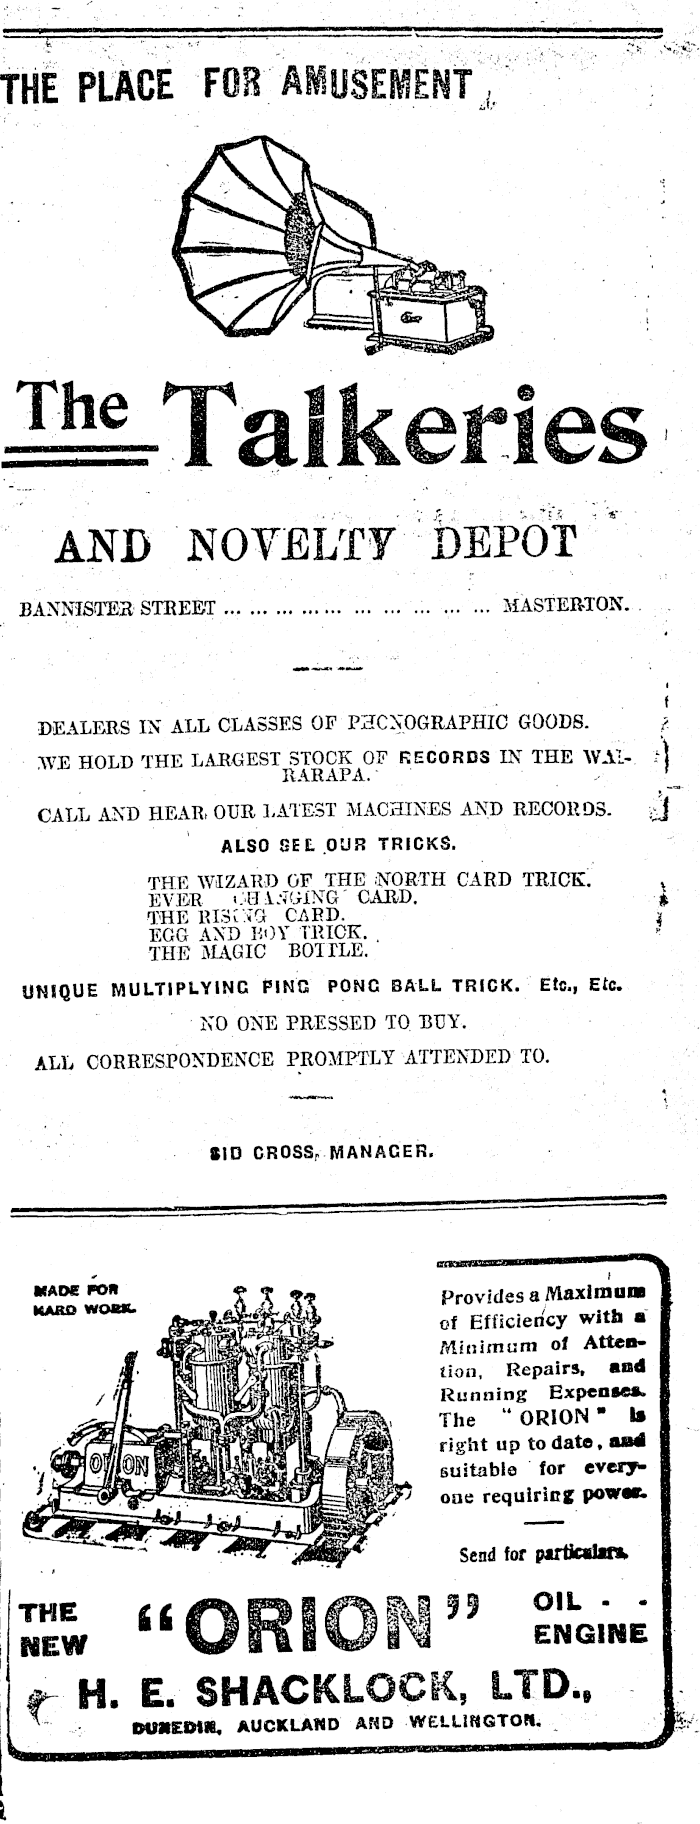 THE PLACE FOR AMUSEMENT
The Talkeries
AND NOVELTY DEPOT
BANNISTER STREET ... ... ... ... ... ... ... ... ... ... MASTERTON.
DEALERS IN ALL CLASSES OF PHONOGRAPHIC GOODS.
WE HOLD THE LARGEST STOCK OF RECORDS IN THE WAI-
RARAPA.
CALL AND HEAR OUR LATEST MACHINES AND RECORDS.
ALSO SEE OUR TRICKS.
THE WIZARD OF THE NORTH CARD TRICK.
EVER CHANGING CARD.
THE RISING CARD.
EGG AND BOY TRICK.
THE MAGIC BOTTLE.
UNIQUE MULTIPLYING PING PONG BALL TRICK. Etc., Etc.
NO ONE PRESSED TO BUY.
ALL CORRESPONDENCE PROMPTLY ATTENDED TO.
SID CROSS, MANAGER.
MADE FOR
HARD WORK.
ORION
Provides a Maximum
of Efficiency with a
Minimum of Atten-
tion, Repairs, and
Running Expenses.
The "ORION" is
right up to date, and
suitable for every-
one requiring power.
Send for particulars.
THE NEW "ORION" OIL - - ENGINE
H. E. SHACKLOCK, LTD.,
DUNEDIN, AUCKLAND AND WELLINGTON.